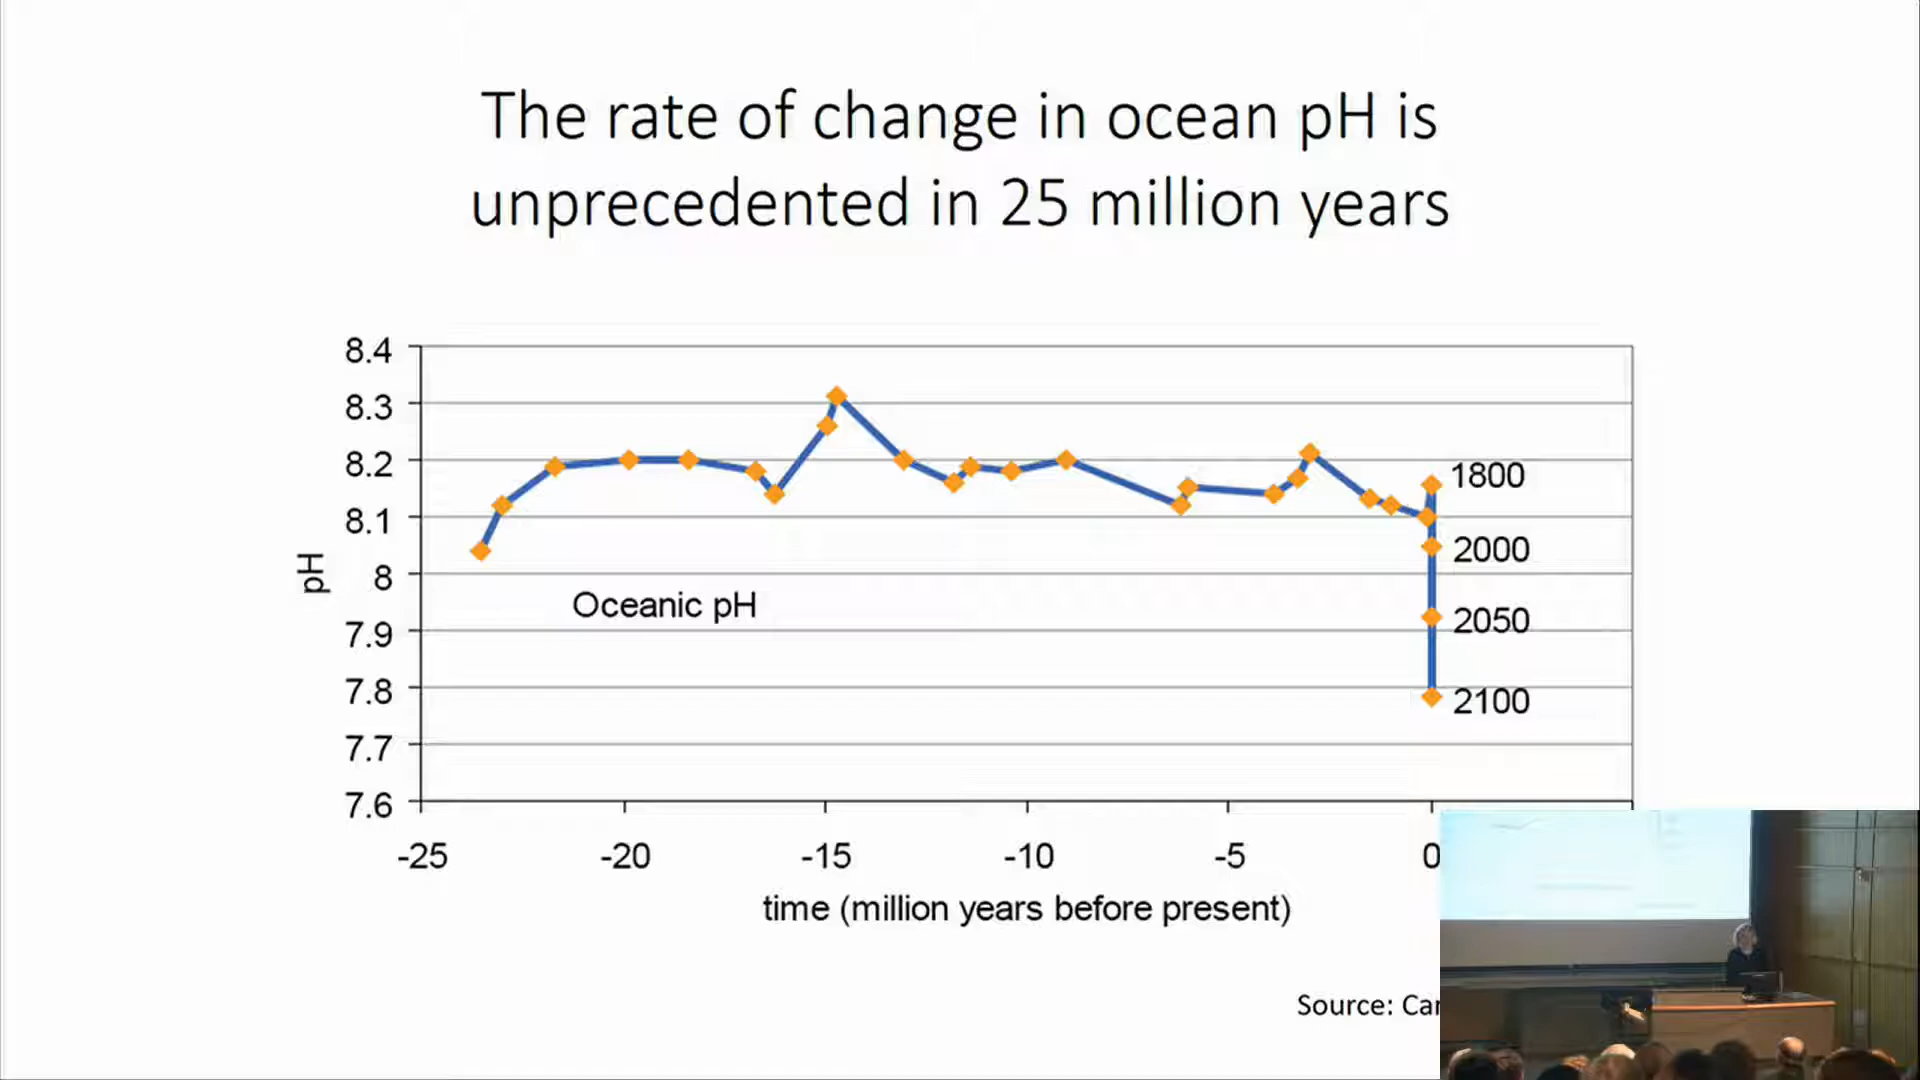 The rate of change in ocean pH is
unprecedented in 25 million years
8.4
8.3
8.2
8.1
8
7.9
7.8
7.7
7.6
pH
Oceanic pH
1800
2000
2050
2100
-25 -20 -15 -10 -5 0
time (million years before present)
Source: